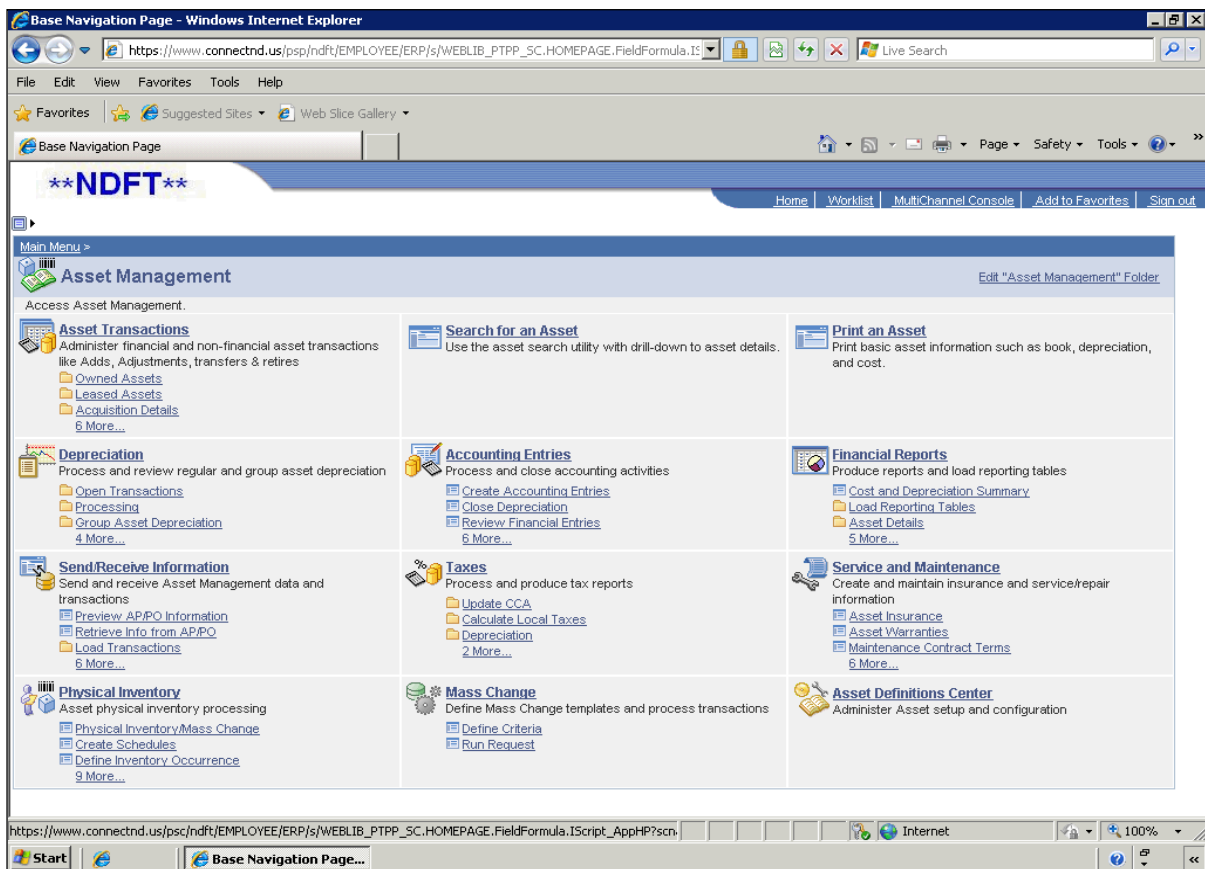 Base Navigation Page - Windows Internet Explorer
https://www.connectnd.us/psp/ndft/EMPLOYEE/ERP/s/WEBLIB_PTPP_SC.HOMEPAGE.FieldFormula.IS
Live Search
File Edit View Favorites Tools Help
Favorites Suggested Sites Web Slice Gallery
Base Navigation Page
Page Safety Tools »
**NDFT**
Home Worklist MultiChannel Console Add to Favorites Sign out
Main Menu >
Asset Management
Edit "Asset Management" Folder
Access Asset Management.
Asset Transactions
Administer financial and non-financial asset transactions
like Adds, Adjustments, transfers & retires
Owned Assets
Leased Assets
Acquisition Details
6 More...
Search for an Asset
Use the asset search utility with drill-down to asset details.
Print an Asset
Print basic asset information such as book, depreciation,
and cost.
Depreciation
Process and review regular and group asset depreciation
Open Transactions
Processing
Group Asset Depreciation
4 More...
Accounting Entries
Process and close accounting activities
Create Accounting Entries
Close Depreciation
Review Financial Entries
6 More...
Financial Reports
Produce reports and load reporting tables
Cost and Depreciation Summary
Load Reporting Tables
Asset Details
5 More...
Send/Receive Information
Send and receive Asset Management data and
transactions
Preview AP/PO Information
Retrieve Info from AP/PO
Load Transactions
6 More...
Taxes
Process and produce tax reports
Update CCA
Calculate Local Taxes
Depreciation
2 More...
Service and Maintenance
Create and maintain insurance and service/repair
information
Asset Insurance
Asset Warranties
Maintenance Contract Terms
6 More...
Physical Inventory
Asset physical inventory processing
Physical Inventory/Mass Change
Create Schedules
Define Inventory Occurrence
9 More...
Mass Change
Define Mass Change templates and process transactions
Define Criteria
Run Request
Asset Definitions Center
Administer Asset setup and configuration
https://www.connectnd.us/psc/ndft/EMPLOYEE/ERP/s/WEBLIB_PTPP_SC.HOMEPAGE.FieldFormula.IScript_AppHP?scn
Internet
100%
Start
Base Navigation Page...
«